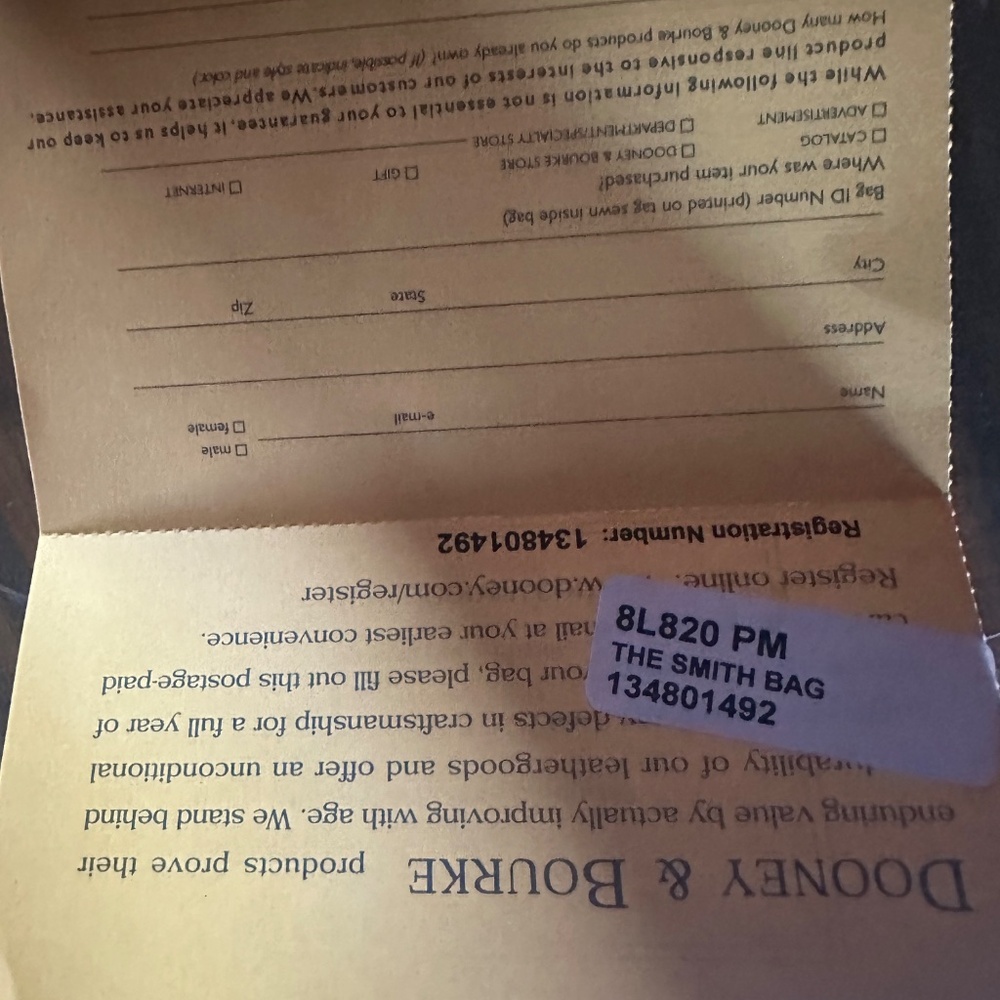 DOONEY & BOURKE products prove their
enduring value by actually improving with age. We stand behind
durability of our leathergoods and offer an unconditional
defects in craftsmanship for a full year of
your bag, please fill out this postage-paid
mail at your earliest convenience.
Register online. w.dooney.com/register
Registration Number: 134801492
8L820 PM
THE SMITH BAG
134801492
☐ male
e-mail ☐ female
Name
Address
City State Zip
Bag ID Number (printed on tag sewn inside bag)
Where was your item purchased?
☐ CATALOG ☐ DOONEY & BOURKE STORE ☐ GIFT ☐ INTERNET
☐ ADVERTISEMENT ☐ DEPARTMENT/SPECIALTY STORE
While the following information is not essential to your guarantee, it helps us to keep our
product line responsive to the interests of our customers. We appreciate your assistance.
How many Dooney & Bourke products do you already own? (If possible, indicate style and color.)